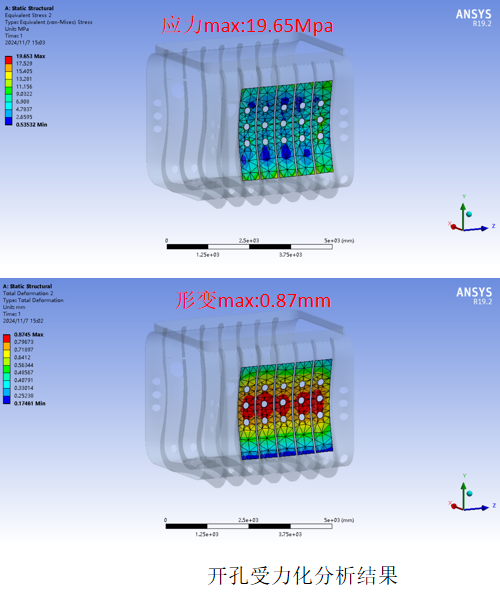 A: Static Structural
Equivalent Stress 2
Type: Equivalent (von-Mises) Stress
Unit: MPa
Time: 1
2024/11/7 15:03
应力max:19.65Mpa
ANSYS
R19.2
19.653 Max
17.529
15.405
13.281
11.156
9.0322
6.908
4.7837
2.6595
0.53532 Min
0
2.5e+03
5e+03 (mm)
1.25e+03
3.75e+03
X
Y
Z
A: Static Structural
Total Deformation 2
Type: Total Deformation
Unit: mm
Time: 1
2024/11/7 15:02
形变max:0.87mm
ANSYS
R19.2
0.8745 Max
0.79673
0.71897
0.6412
0.56344
0.48567
0.40791
0.33014
0.25238
0.17461 Min
0
2.5e+03
5e+03 (mm)
1.25e+03
3.75e+03
X
Y
Z
开孔受力化分析结果